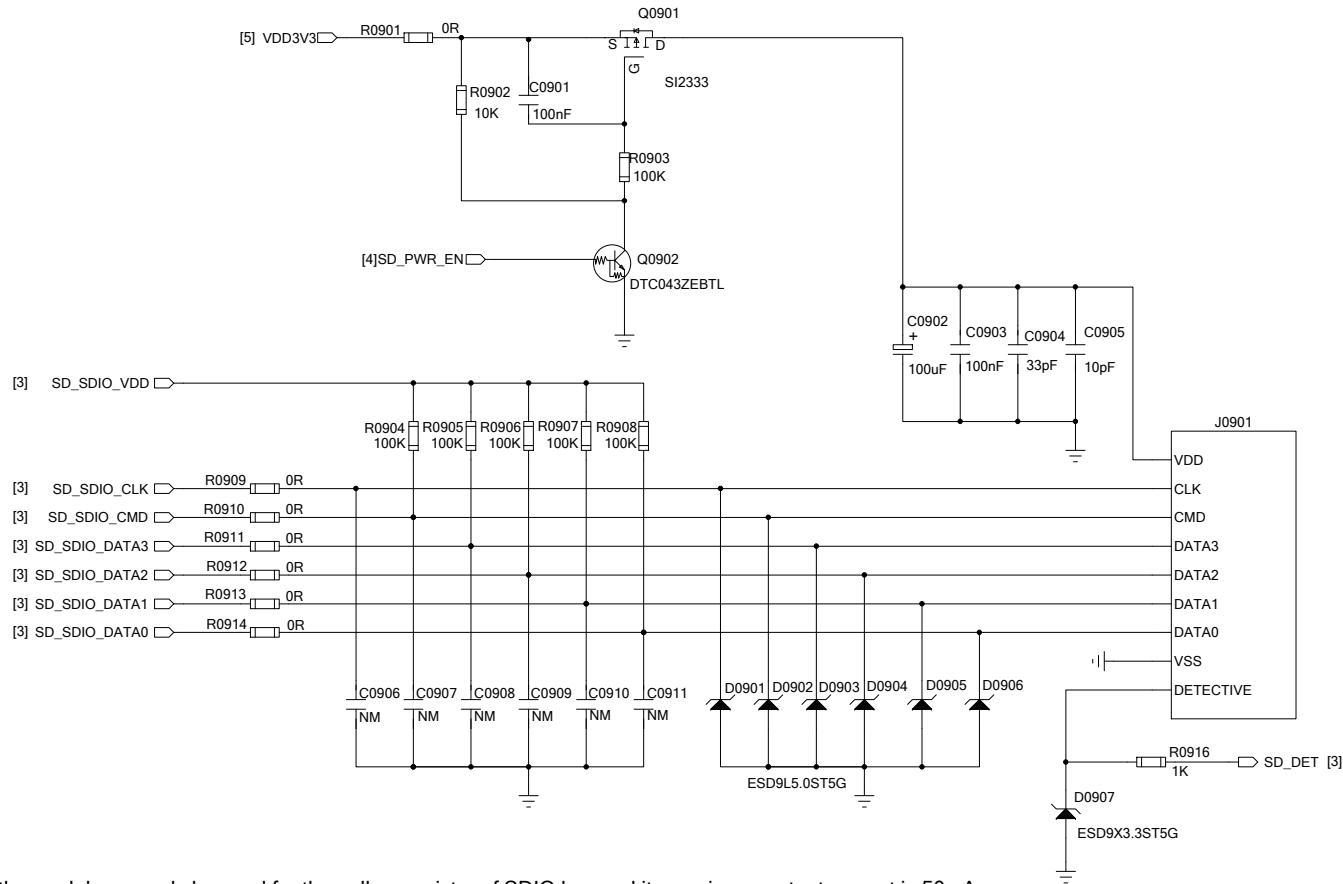 Q0901
[5] VDD3V3 R0901 0R
S D
G
SI2333
R0902 C0901
10K 100nF
R0903
100K
[4]SD_PWR_EN Q0902
DTC043ZEBTL
C0902 C0903 C0904 C0905
+
100uF 100nF 33pF 10pF
[3] SD_SDIO_VDD
R0904 R0905 R0906 R0907 R0908
100K 100K 100K 100K 100K
J0901
VDD
[3] SD_SDIO_CLK R0909 0R CLK
[3] SD_SDIO_CMD R0910 0R CMD
[3] SD_SDIO_DATA3 R0911 0R DATA3
[3] SD_SDIO_DATA2 R0912 0R DATA2
[3] SD_SDIO_DATA1 R0913 0R DATA1
[3] SD_SDIO_DATA0 R0914 0R DATA0
VSS
DETECTIVE
C0906 C0907 C0908 C0909 C0910 C0911
NM NM NM NM NM NM
D0901 D0902 D0903 D0904 D0905 D0906
ESD9L5.0ST5G
R0916
1K
SD_DET [3]
D0907
ESD9X3.3ST5G